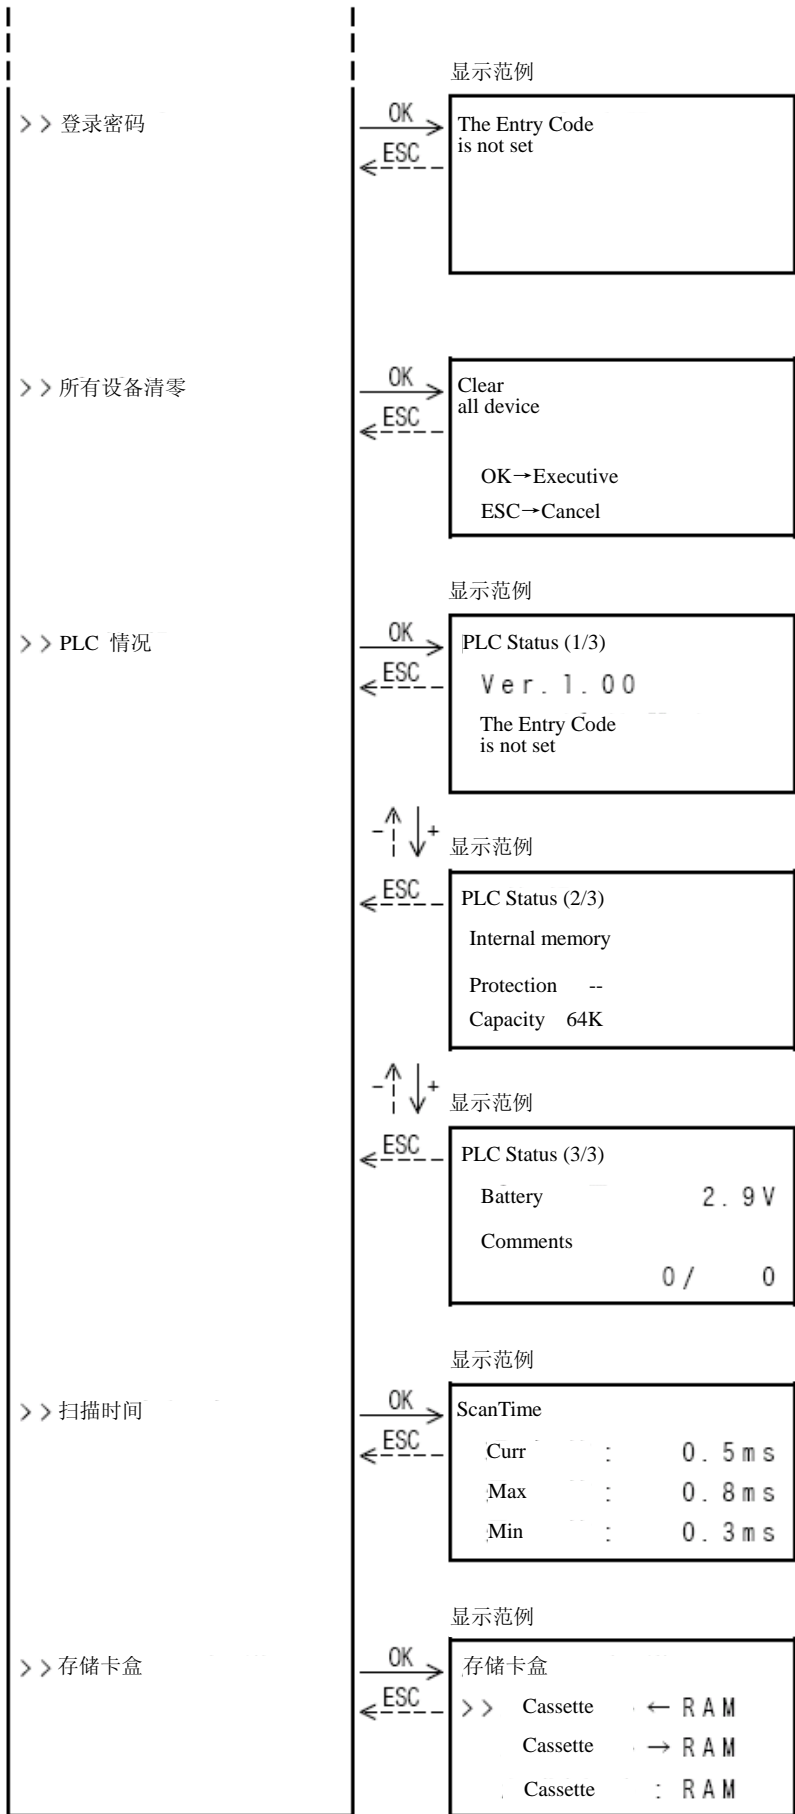 显示范例
>>登录密码
OK
ESC
The Entry Code
is not set
>>所有设备清零
OK
ESC
Clear
all device
OK→Executive
ESC→Cancel
显示范例
>>PLC 情况
OK
ESC
PLC Status (1/3)
Ver.1.00
The Entry Code
is not set
- +
显示范例
ESC
PLC Status (2/3)
Internal memory
Protection --
Capacity 64K
- +
显示范例
ESC
PLC Status (3/3)
Battery 2.9V
Comments
0/ 0
显示范例
>>扫描时间
OK
ESC
ScanTime
Curr : 0.5ms
Max : 0.8ms
Min : 0.3ms
显示范例
>>存储卡盒
OK
ESC
存储卡盒
>> Cassette ←RAM
Cassette →RAM
Cassette : RAM